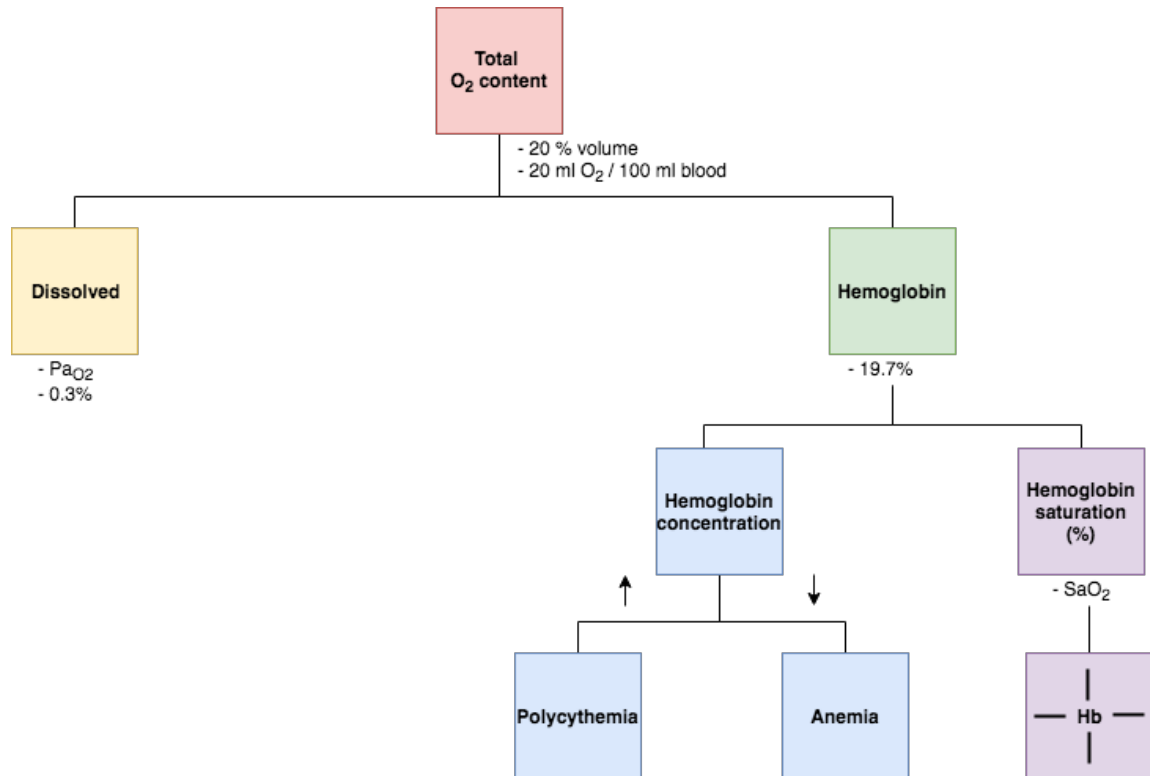 Total
O₂ content
- 20 % volume
- 20 ml O₂ / 100 ml blood
Dissolved
- Pa_O2
- 0.3%
Hemoglobin
- 19.7%
Hemoglobin
concentration
Hemoglobin
saturation
(%)
- SaO₂
Polycythemia
Anemia
Hb